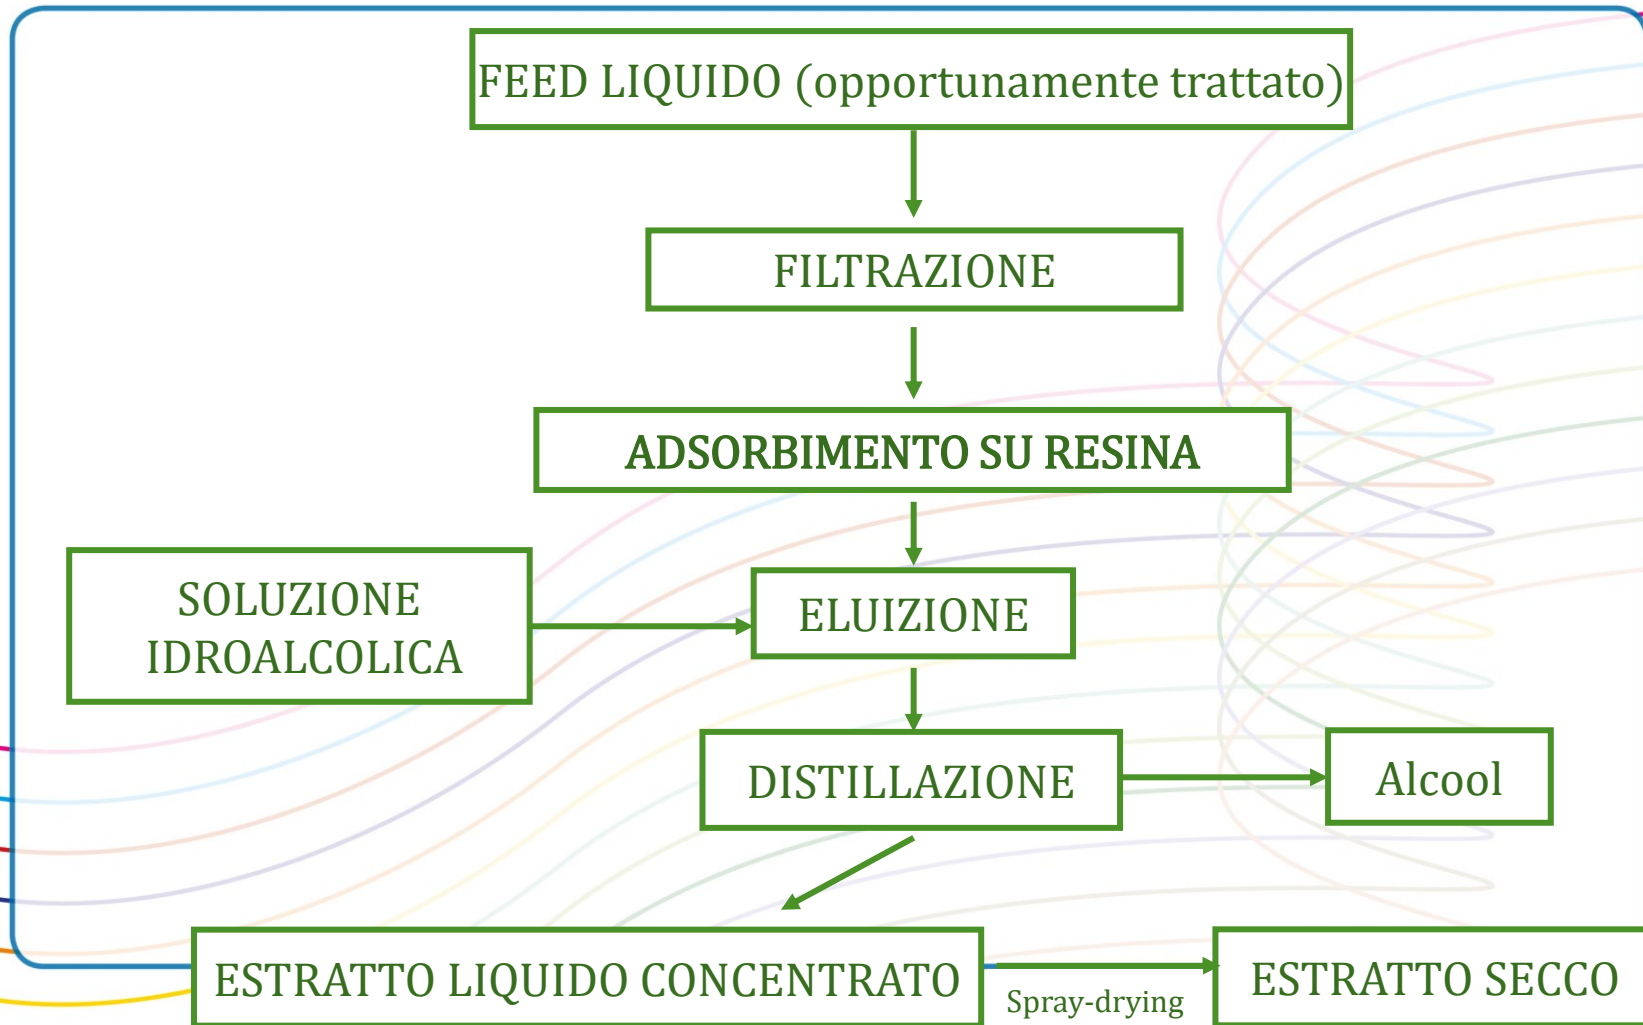 FEED LIQUIDO (opportunamente trattato)
FILTRAZIONE
ADSORBIMENTO SU RESINA
SOLUZIONE
IDROALCOLICA
ELUIZIONE
DISTILLAZIONE
Alcool
ESTRATTO LIQUIDO CONCENTRATO
Spray-drying
ESTRATTO SECCO